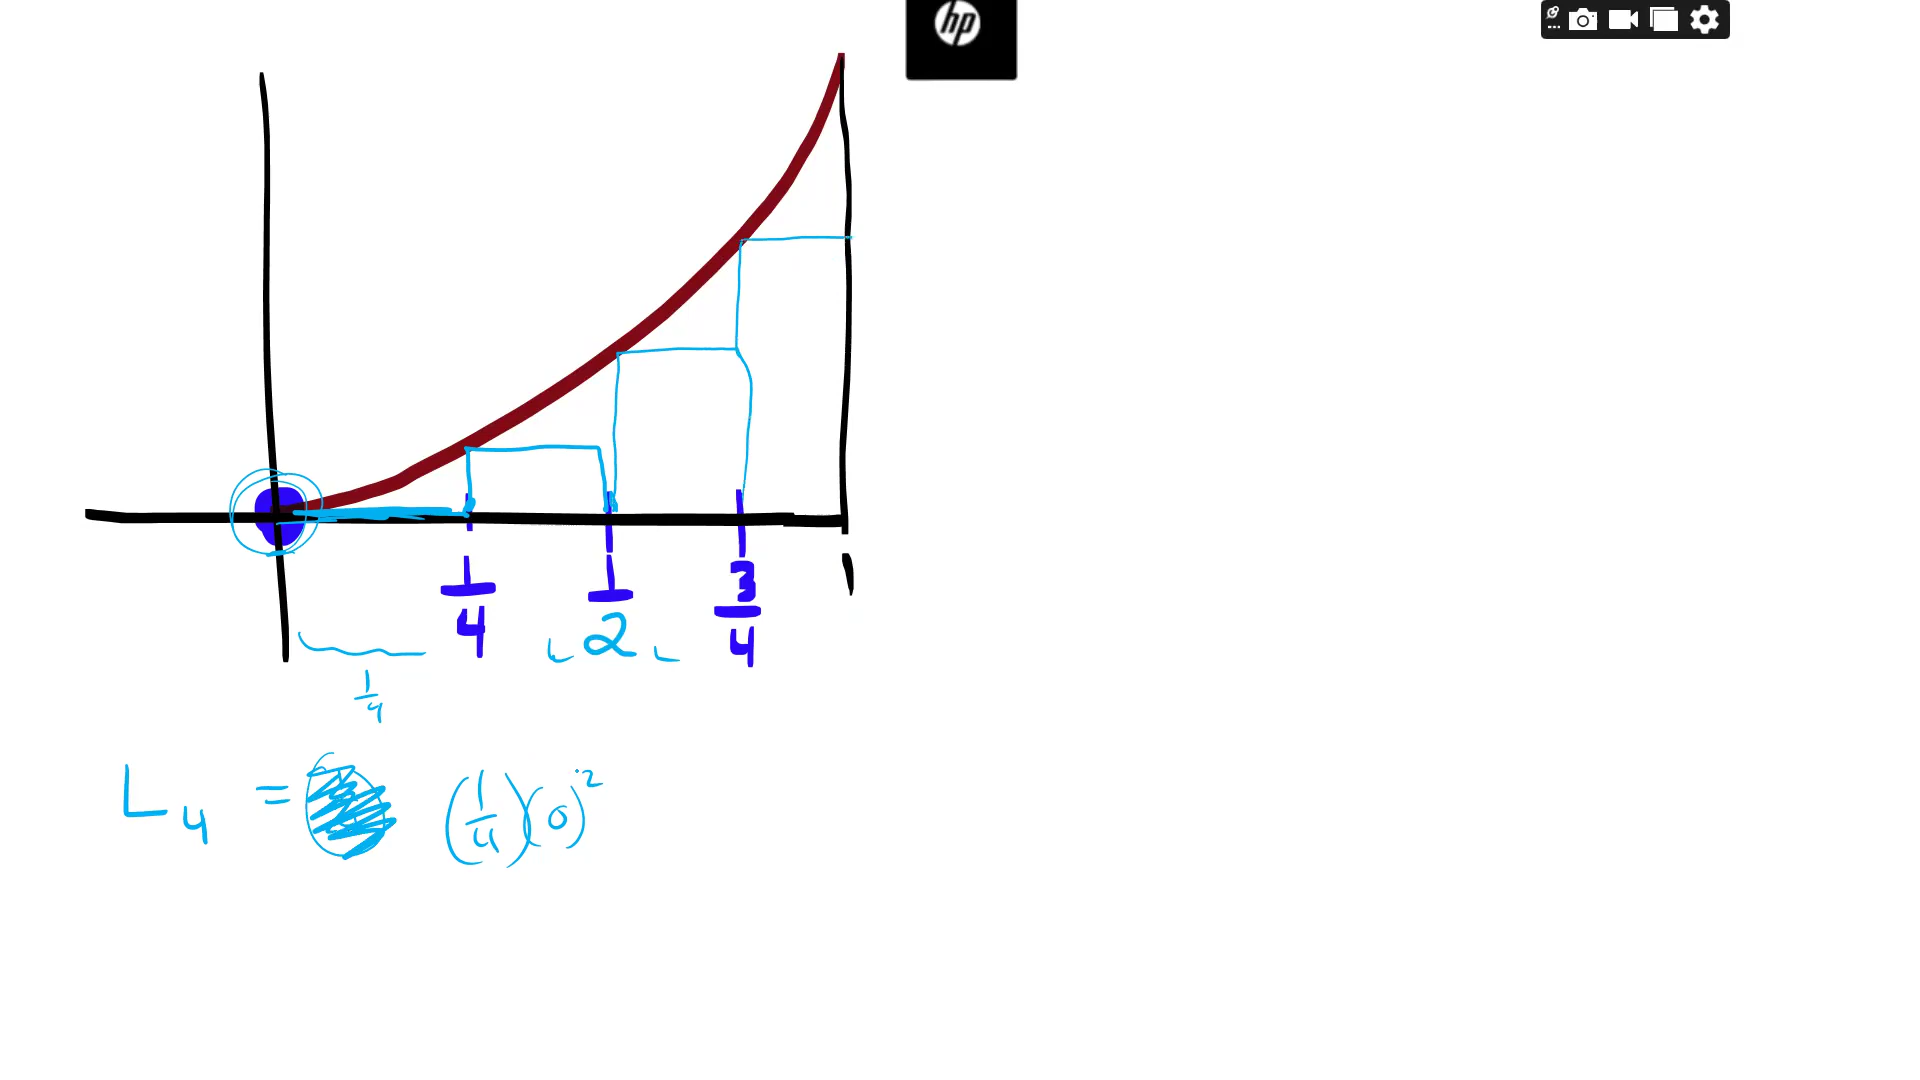 hp
1/4 1/2 3/4 1
1/4
L₄ = (1/4)(0)²